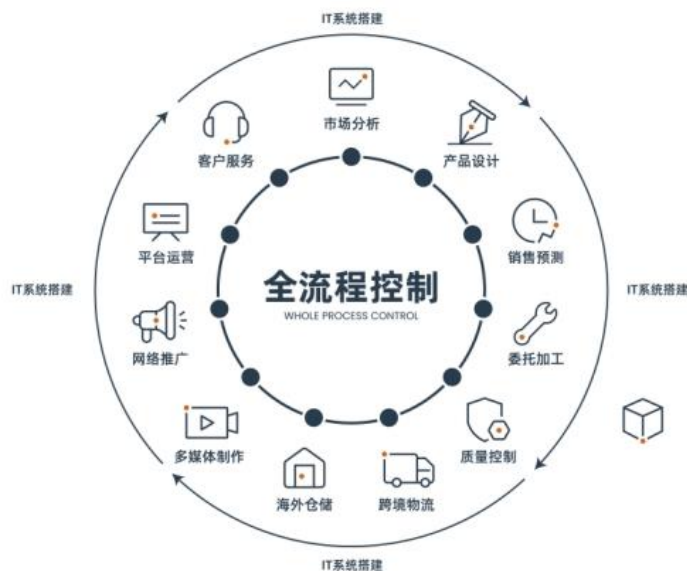 IT系统搭建
市场分析
客户服务
产品设计
平台运营
销售预测
全流程控制
WHOLE PROCESS CONTROL
IT系统搭建
IT系统搭建
网络推广
委托加工
多媒体制作
质量控制
海外仓储
跨境物流
IT系统搭建